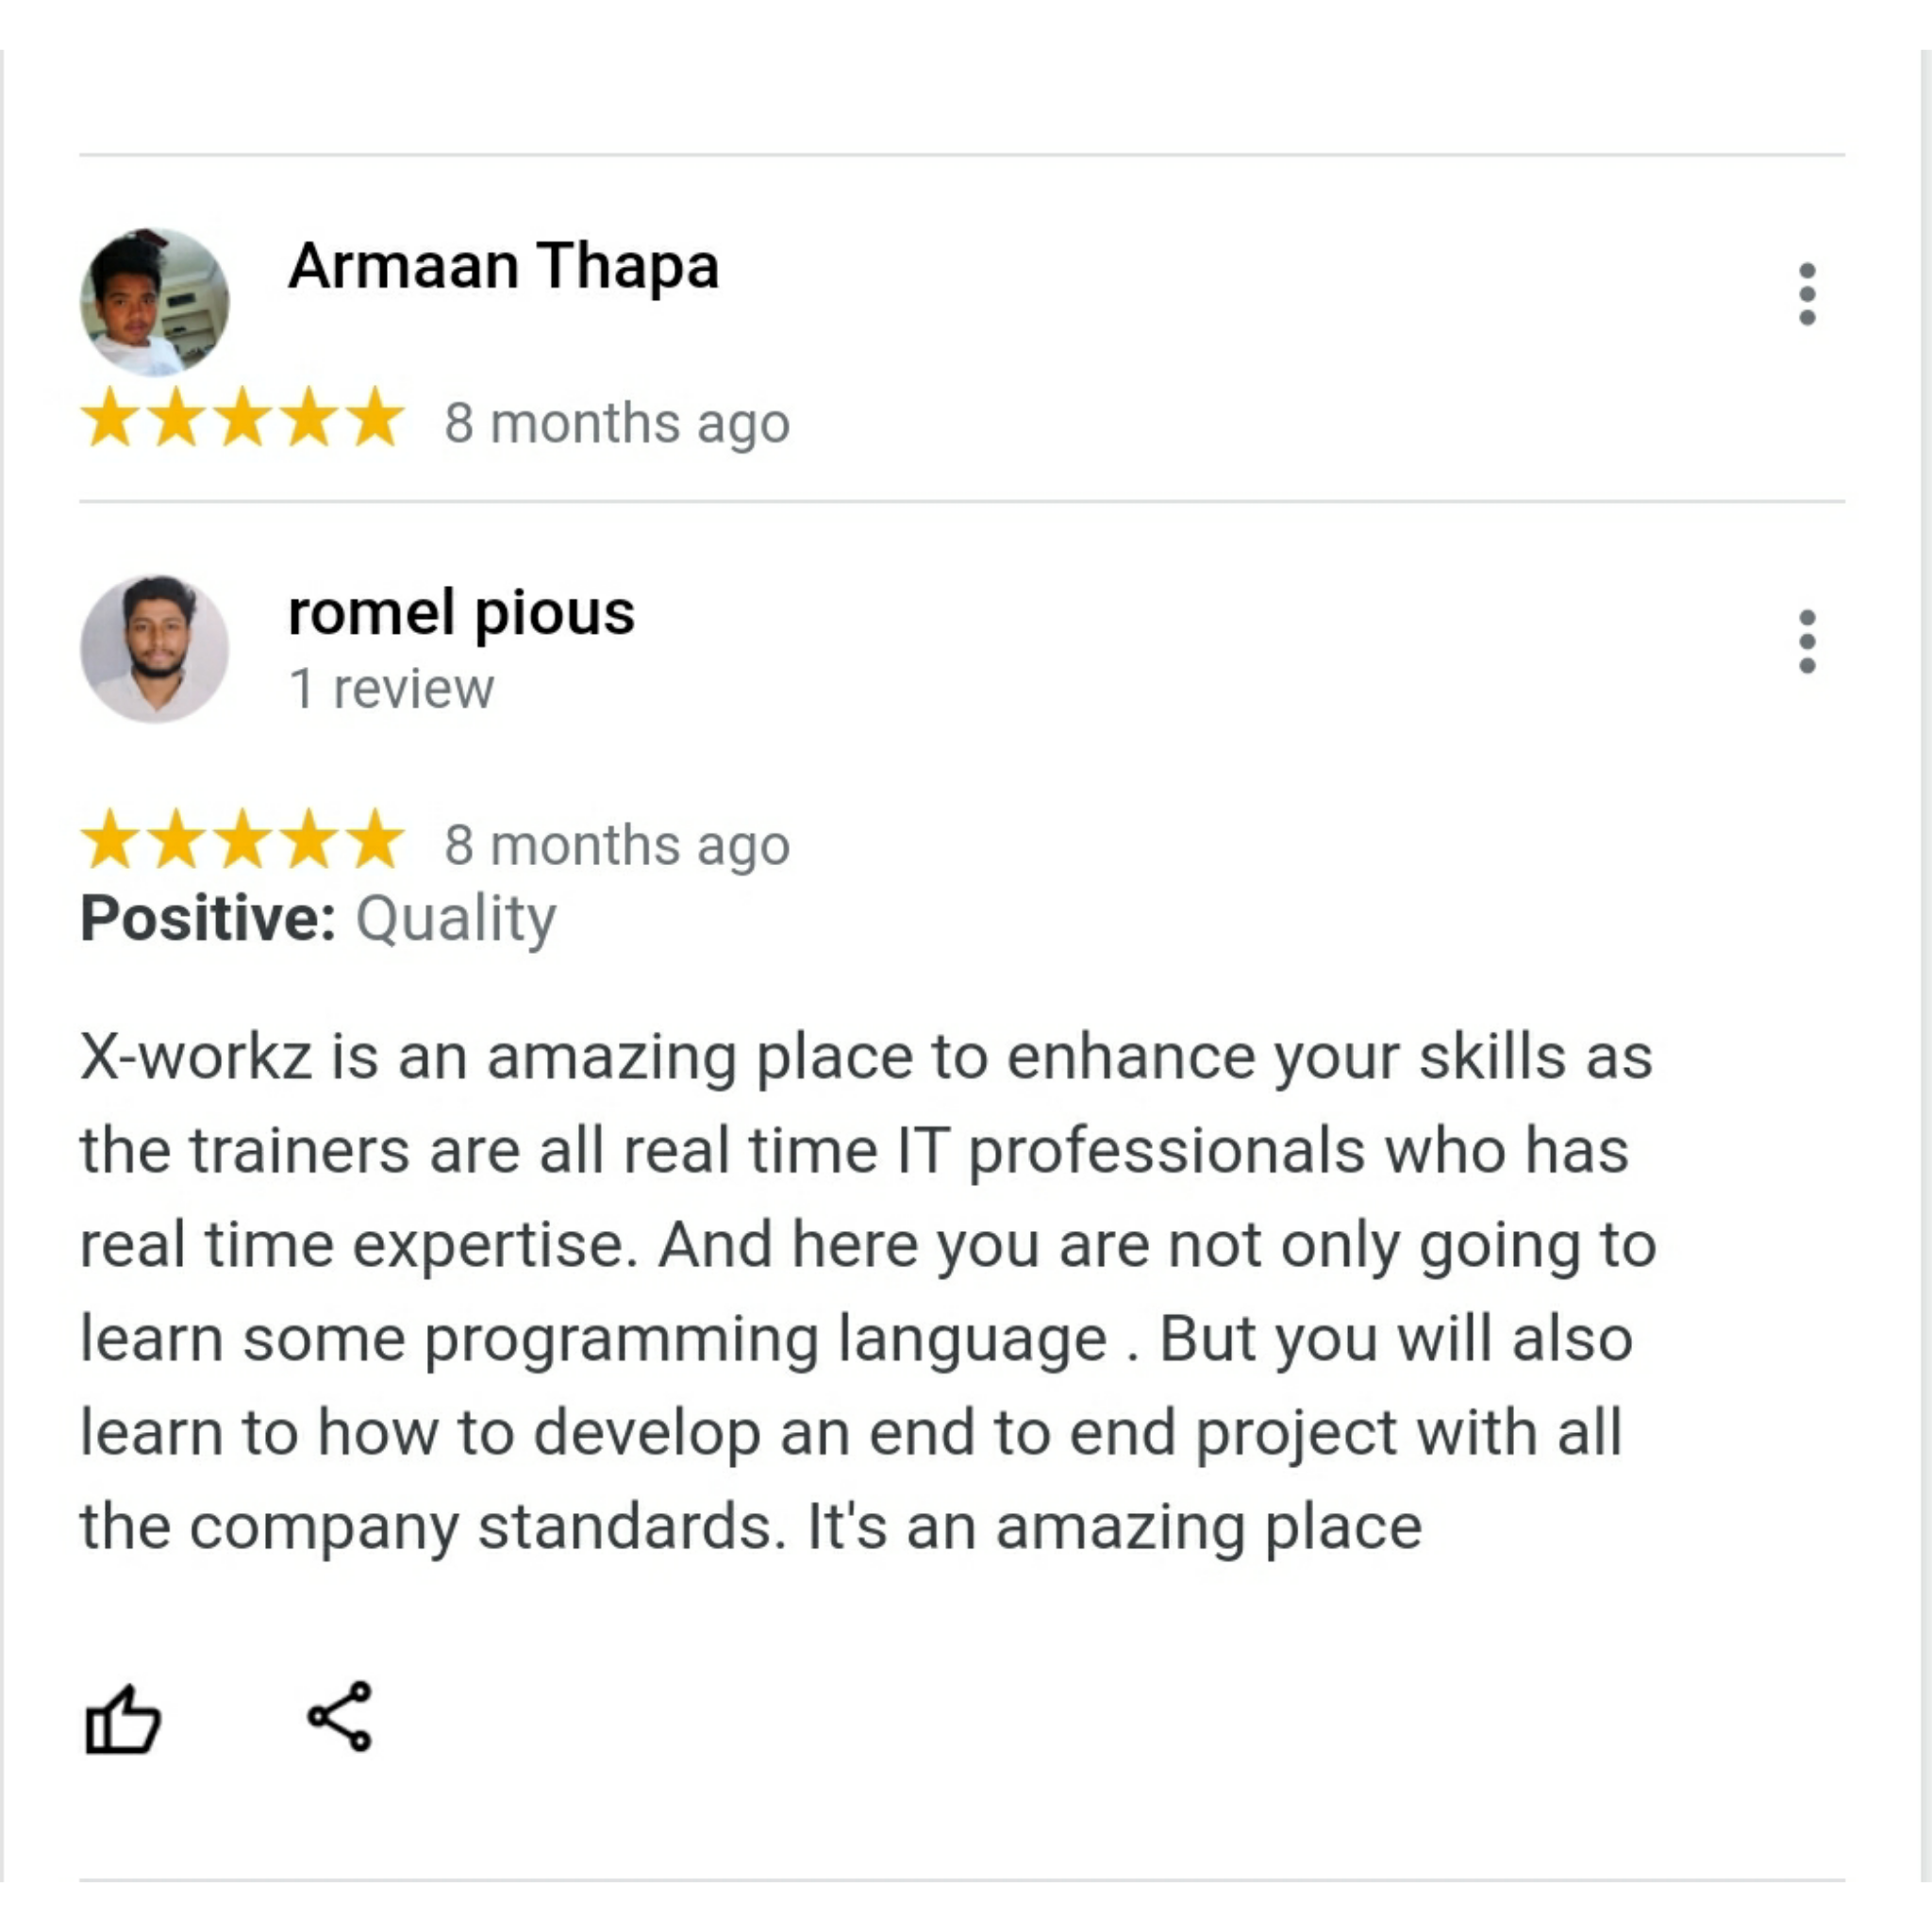 Armaan Thapa
8 months ago
romel pious
1 review
8 months ago
Positive: Quality
X-workz is an amazing place to enhance your skills as
the trainers are all real time IT professionals who has
real time expertise. And here you are not only going to
learn some programming language . But you will also
learn to how to develop an end to end project with all
the company standards. It's an amazing place